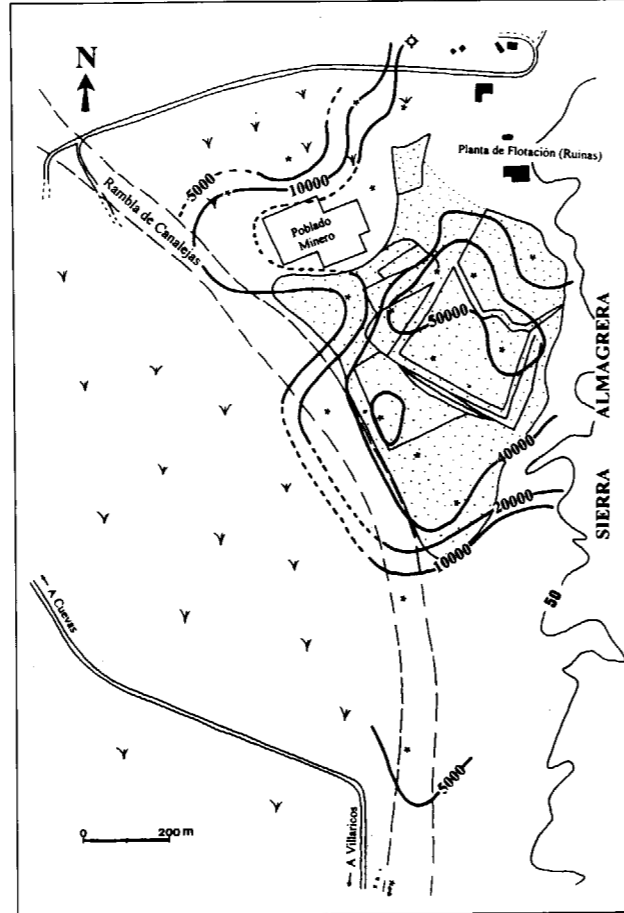 N
Planta de Flotación (Ruinas)
5000
10000
Rambla de Canalejas
Poblado
Minero
50000
SIERRA ALMAGRERA
40000
20000
10000
50
A Cuevas
5000
0 200 m
A Villaricos